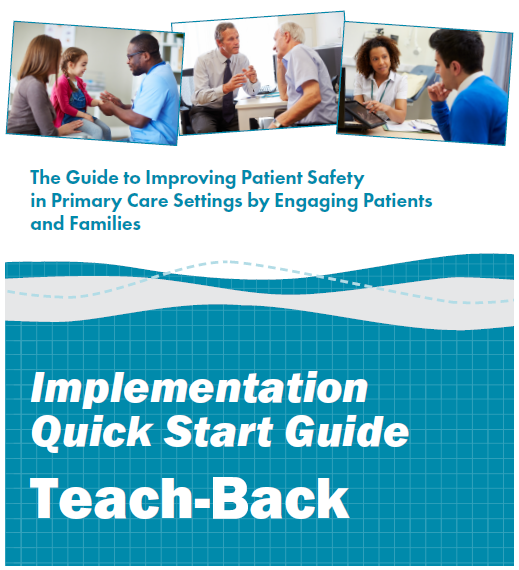 The Guide to Improving Patient Safety
in Primary Care Settings by Engaging Patients
and Families
Implementation
Quick Start Guide
Teach-Back